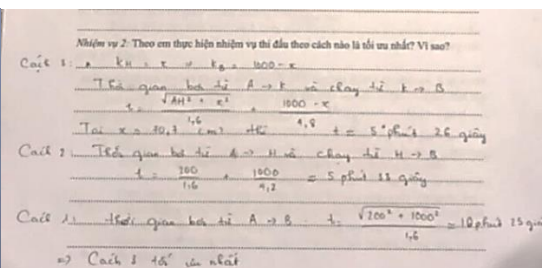 Nhiệm vụ 2: Theo em thực hiện nhiệm vụ thi đấu theo cách nào là tối ưu nhất? Vì sao?
Cách 3: KH = x ⇒ KB = 1000 - x
Thời gian bơi từ A → K và chạy từ K → B
t = √(AH² + x²)/1,6 + (1000 - x)/4,8
Tại x = 70,7 (m) thì t = 5 phút 26 giây
Cách 2: Thời gian bơi từ A → H và chạy từ H → B
t = 200/1,6 + 1000/4,8 = 5 phút 33 giây
Cách 1: thời gian bơi từ A → B t = √(200² + 1000²)/1,6 = 10 phút 25 giây
=> Cách 3 tối ưu nhất